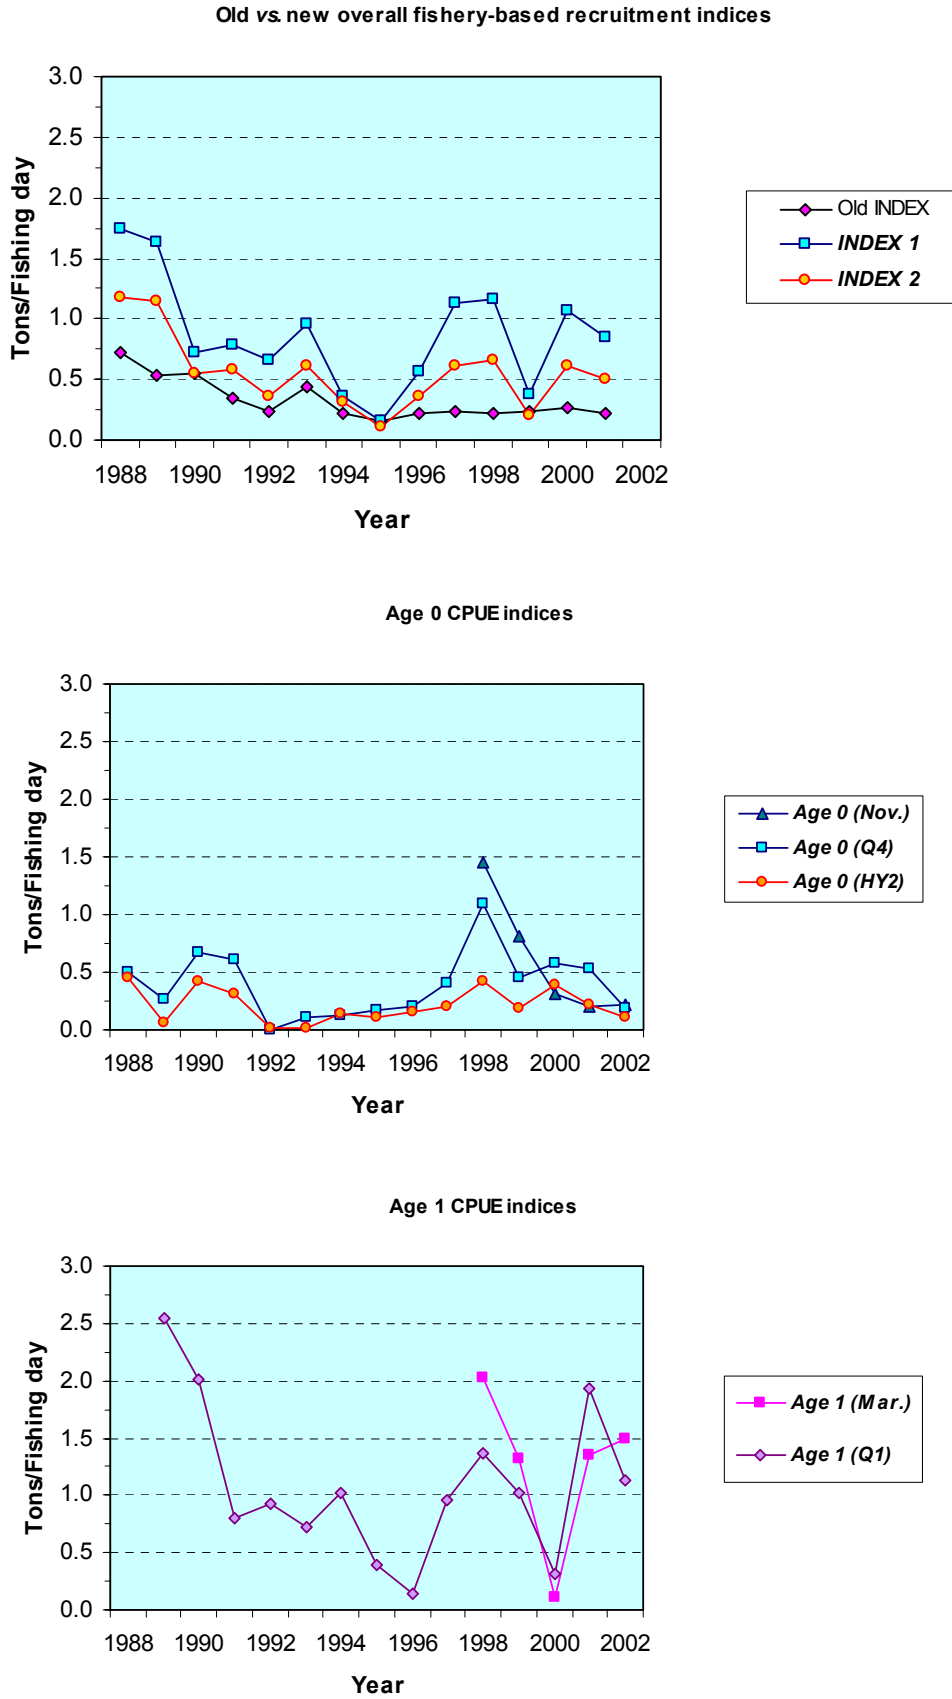 Old vs. new overall fishery-based recruitment indices
3.0
2.5
2.0
1.5
1.0
0.5
0.0
Tons/Fishing day
1988 1990 1992 1994 1996 1998 2000 2002
Year
Old INDEX
INDEX 1
INDEX 2
Age 0 CPUE indices
3.0
2.5
2.0
1.5
1.0
0.5
0.0
Tons/Fishing day
1988 1990 1992 1994 1996 1998 2000 2002
Year
Age 0 (Nov.)
Age 0 (Q4)
Age 0 (HY2)
Age 1 CPUE indices
3.0
2.5
2.0
1.5
1.0
0.5
0.0
Tons/Fishing day
1988 1990 1992 1994 1996 1998 2000 2002
Year
Age 1 (Mar.)
Age 1 (Q1)